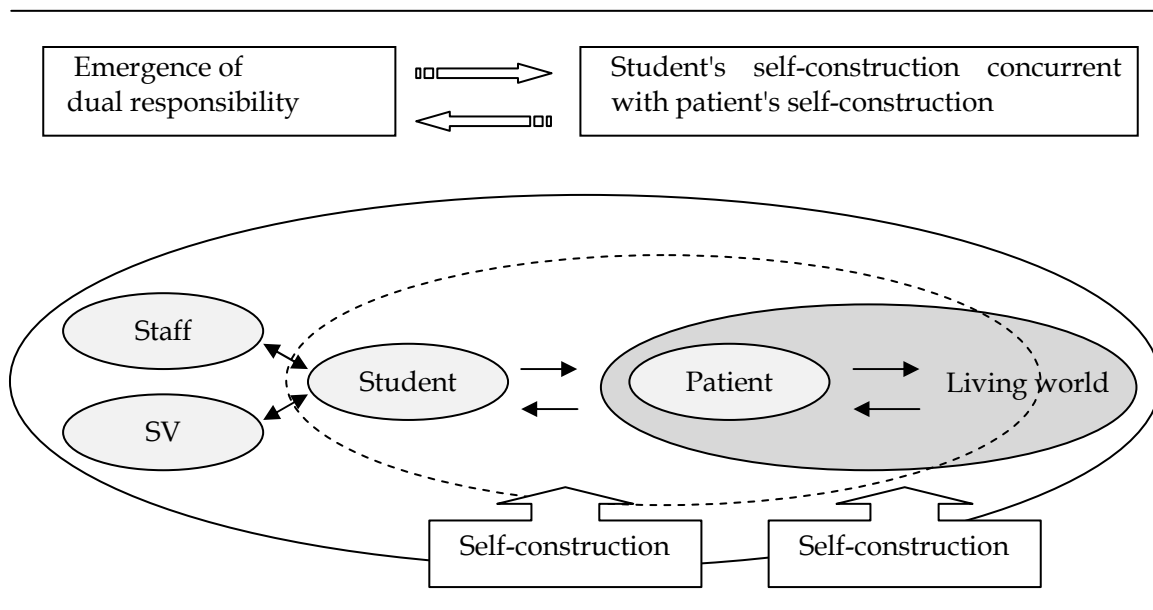 Emergence of
dual responsibility
Student's self-construction concurrent
with patient's self-construction
Staff
Student
Patient
Living world
SV
Self-construction
Self-construction